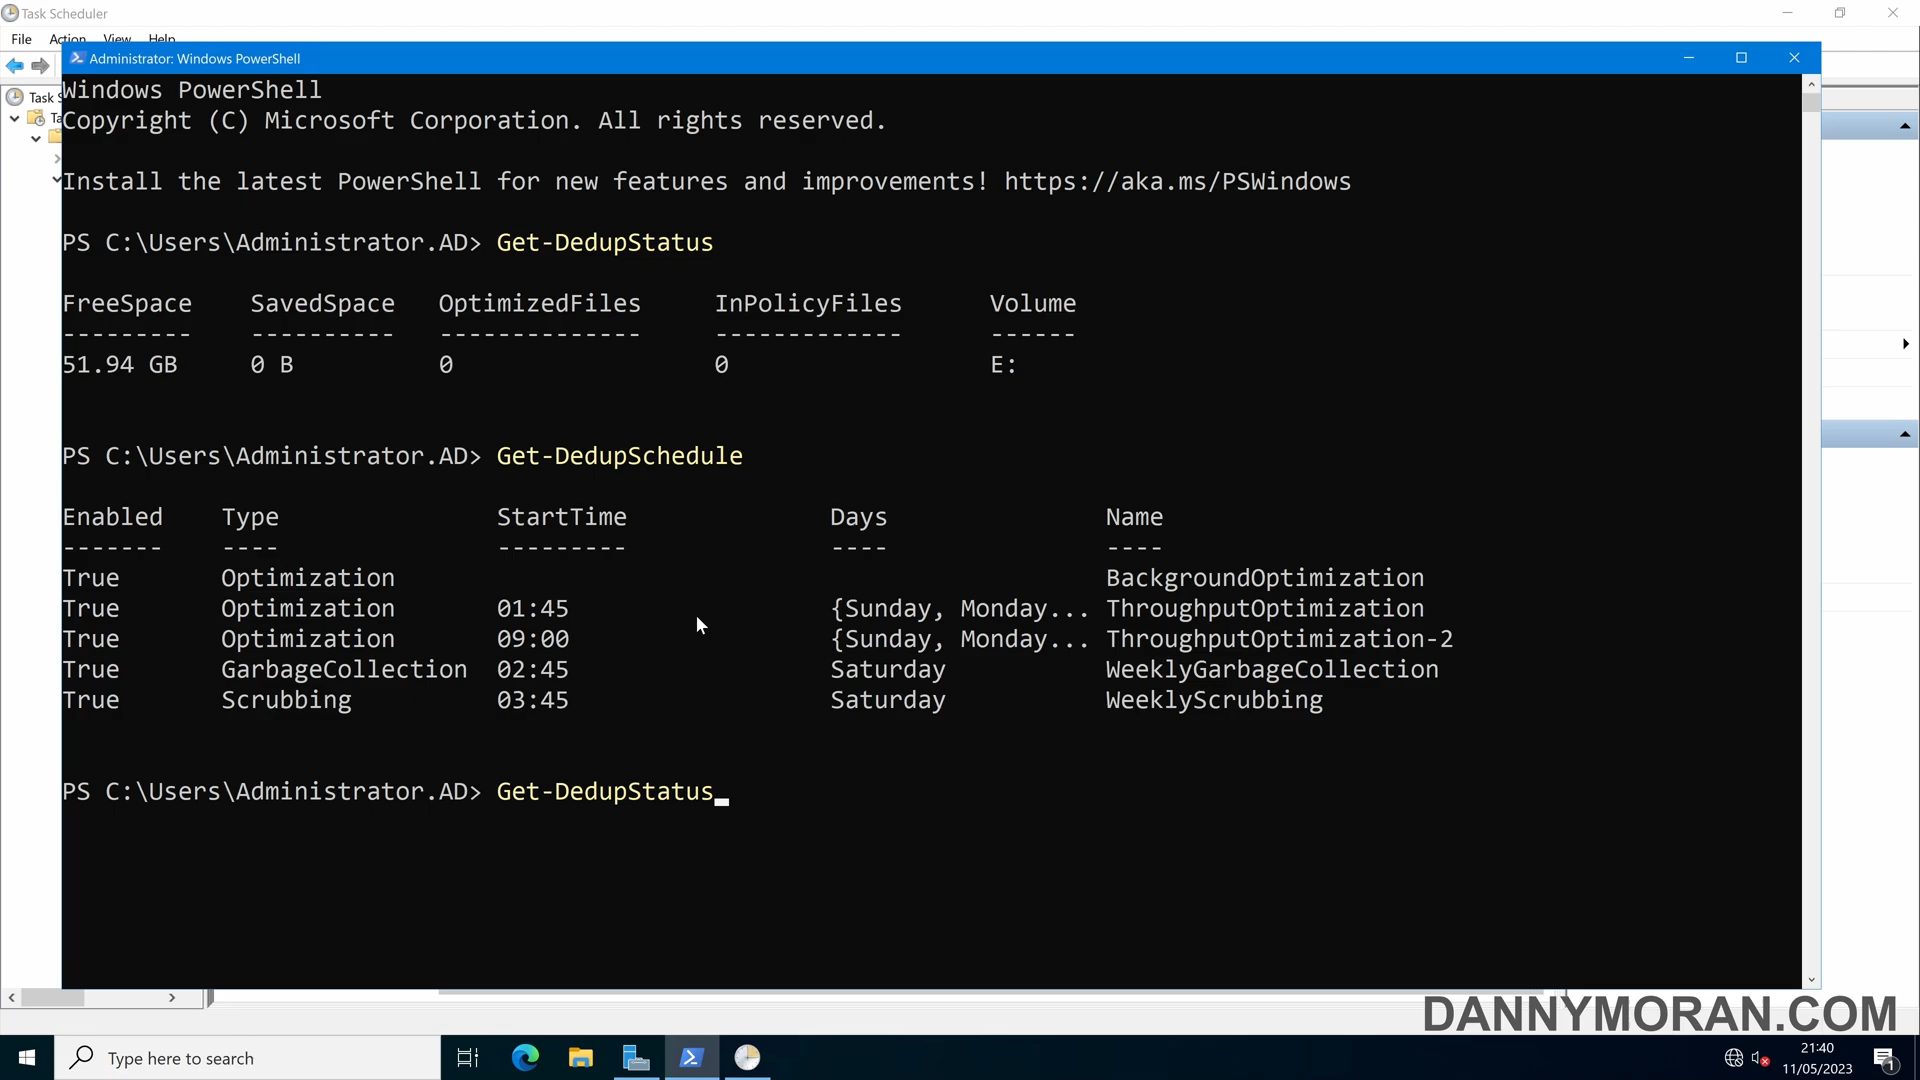 Task Scheduler
File Action View Help
Administrator: Windows PowerShell
Task S
Ta
Windows PowerShell
Copyright (C) Microsoft Corporation. All rights reserved.
Install the latest PowerShell for new features and improvements! https://aka.ms/PSWindows
PS C:\Users\Administrator.AD> Get-DedupStatus
FreeSpace SavedSpace OptimizedFiles InPolicyFiles Volume
--------- ---------- -------------- ------------- ------
51.94 GB 0 B 0 0 E:
PS C:\Users\Administrator.AD> Get-DedupSchedule
Enabled Type StartTime Days Name
------- ---- --------- ---- ----
True Optimization BackgroundOptimization
True Optimization 01:45 {Sunday, Monday... ThroughputOptimization
True Optimization 09:00 {Sunday, Monday... ThroughputOptimization-2
True GarbageCollection 02:45 Saturday WeeklyGarbageCollection
True Scrubbing 03:45 Saturday WeeklyScrubbing
PS C:\Users\Administrator.AD> Get-DedupStatus_
DANNYMORAN.COM
Type here to search
21:40
11/05/2023
1